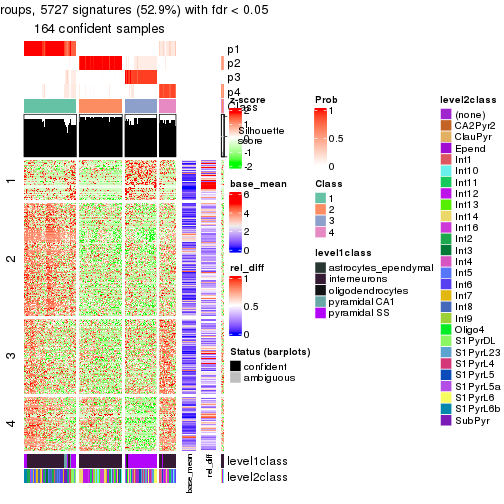 roups, 5727 signatures (52.9%) with fdr < 0.05
164 confident samples
p1
p2
p3
p4
Class
Silhouette
score
1
2
3
4
base_mean
rel_diff
level1class
level2class
z-score
2
1
0
-1
-2
base_mean
6
4
2
0
rel_diff
1
0.5
0
Status (barplots)
confident
ambiguous
Prob
1
0.5
0
Class
1
2
3
4
level1class
astrocytes_ependymal
interneurons
oligodendrocytes
pyramidal CA1
pyramidal SS
level2class
(none)
CA2Pyr2
ClauPyr
Epend
Int1
Int10
Int11
Int12
Int13
Int14
Int16
Int2
Int3
Int4
Int5
Int6
Int7
Int8
Int9
Oligo4
S1PyrDL
S1PyrL23
S1PyrL4
S1PyrL5
S1PyrL5a
S1PyrL6
S1PyrL6b
SubPyr